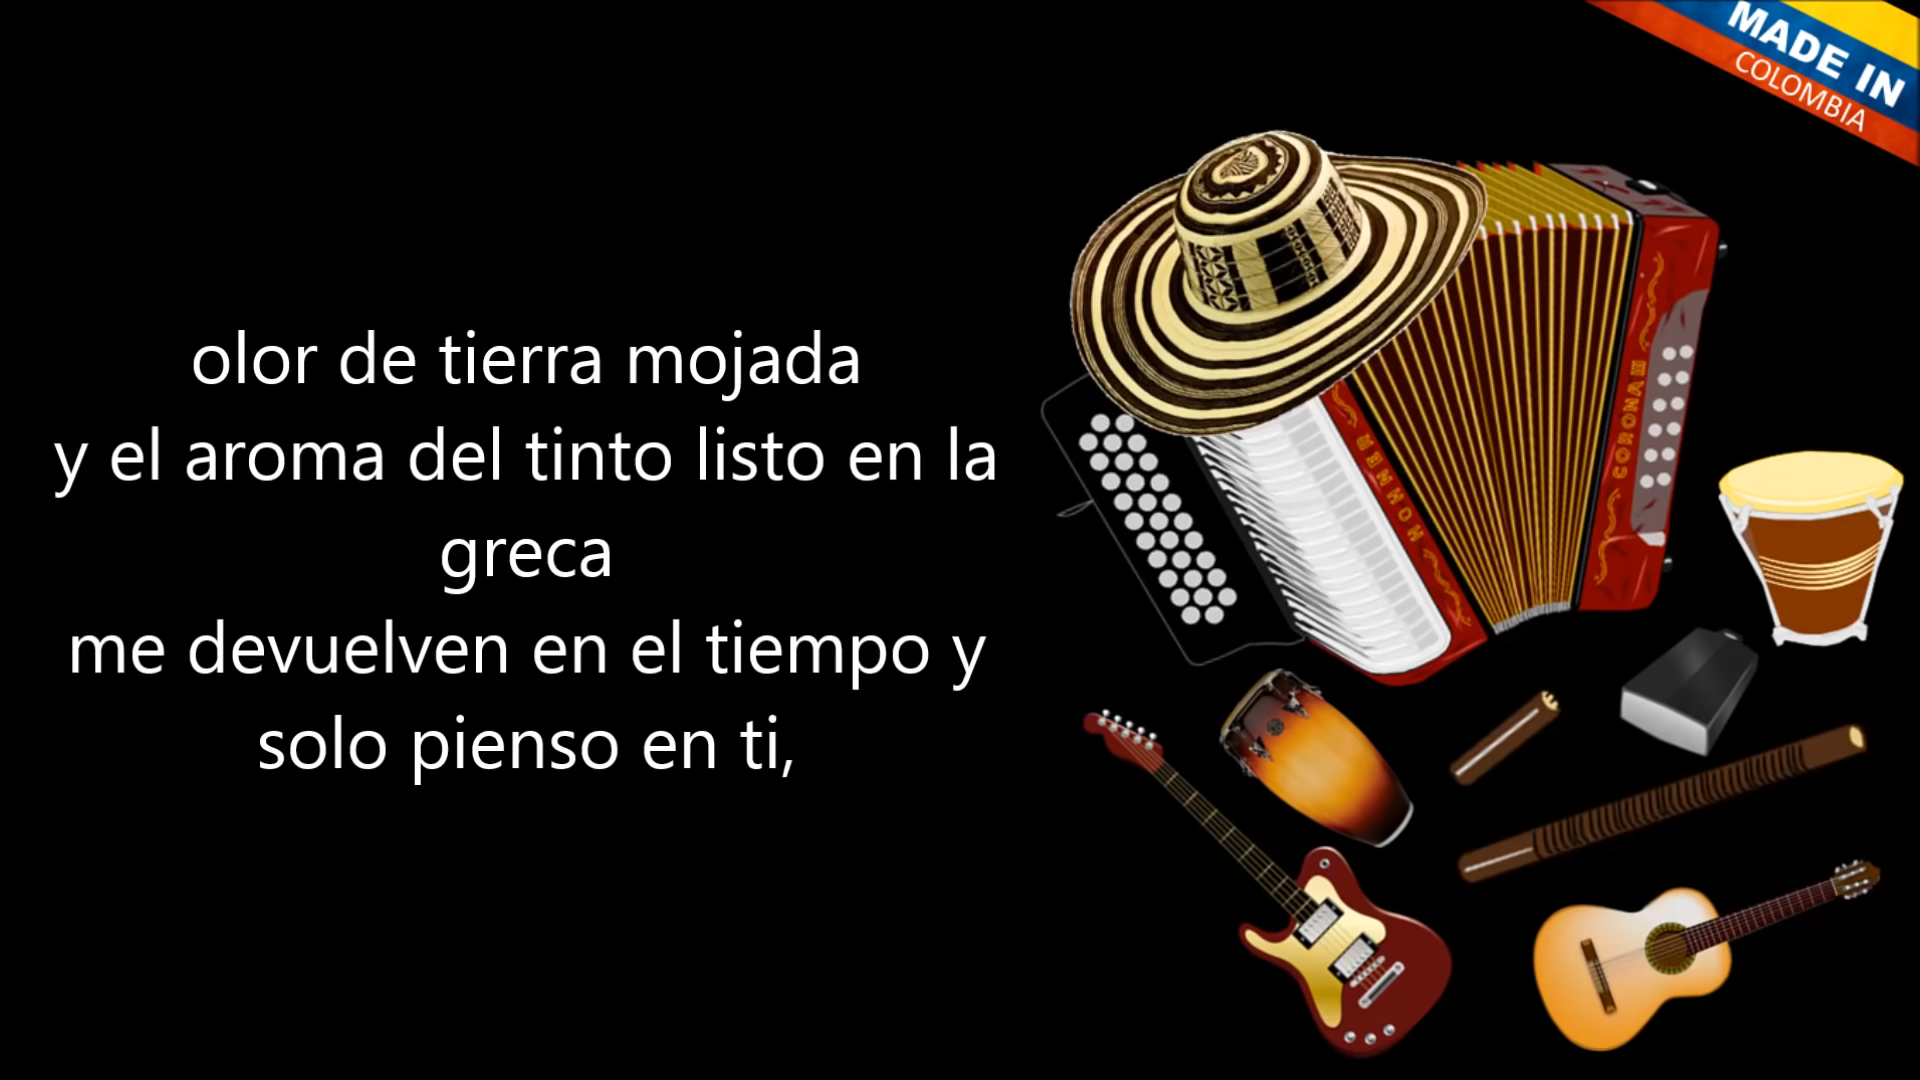 MADE IN
COLOMBIA
olor de tierra mojada
y el aroma del tinto listo en la
greca
me devuelven en el tiempo y
solo pienso en ti,
HOHNER
CORONA III